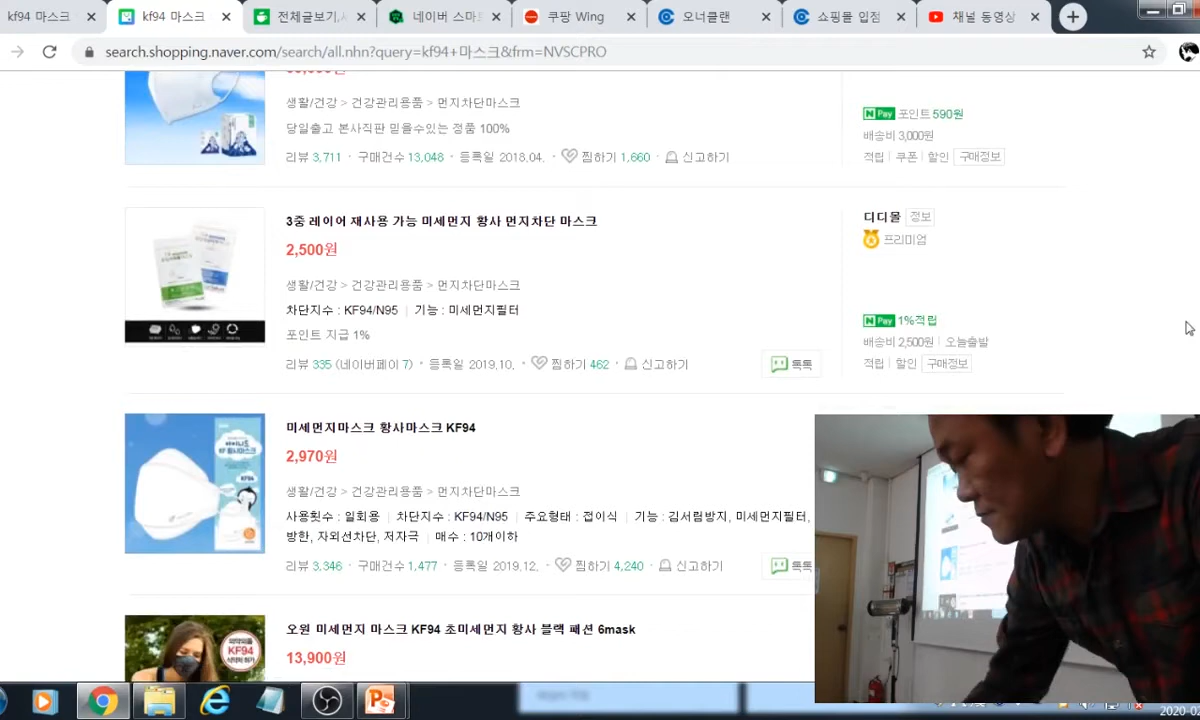 kf94 마스크
kf94 마스크
전체글보기
네이버 스마
쿠팡 Wing
오너클랜
쇼핑몰 입점
채널 동영상
search.shopping.naver.com/search/all.nhn?query=kf94+마스크&frm=NVSCPRO
생활/건강 > 건강관리용품 > 먼지차단마스크
당일출고 본사직판 믿을수있는 정품 100%
리뷰 3,711 · 구매건수 13,048 · 등록일 2018.04. · 찜하기 1,660 · 신고하기
N Pay 포인트 590원
배송비 3,000원
적립 | 쿠폰 | 할인 구매정보
3중 레이어 재사용 가능 미세먼지 황사 먼지차단 마스크
2,500원
생활/건강 > 건강관리용품 > 먼지차단마스크
차단지수 : KF94/N95 | 기능 : 미세먼지필터
포인트 지급 1%
리뷰 335 (네이버페이 7) · 등록일 2019.10. · 찜하기 462 · 신고하기
톡톡
디디몰 정보
프리미엄
N Pay 1%적립
배송비 2,500원 | 오늘출발
적립 | 할인 구매정보
미세먼지마스크 황사마스크 KF94
2,970원
생활/건강 > 건강관리용품 > 먼지차단마스크
사용횟수 : 일회용 | 차단지수 : KF94/N95 | 주요형태 : 접이식 | 기능 : 김서림방지, 미세먼지필터,
방한, 자외선차단, 저자극 | 매수 : 10개이하
리뷰 3,346 · 구매건수 1,477 · 등록일 2019.12. · 찜하기 4,240 · 신고하기
톡톡
오원 미세먼지 마스크 KF94 초미세먼지 황사 블랙 패션 6mask
13,900원
KF94
2020-02